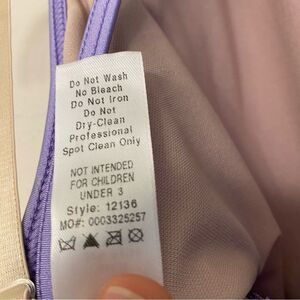 Do Not Wash
No Bleach
Do Not Iron
Do Not
Dry-Clean
Professional
Spot Clean Only
NOT INTENDED
FOR CHILDREN
UNDER 3
Style: 12136
MO#: 0003325257